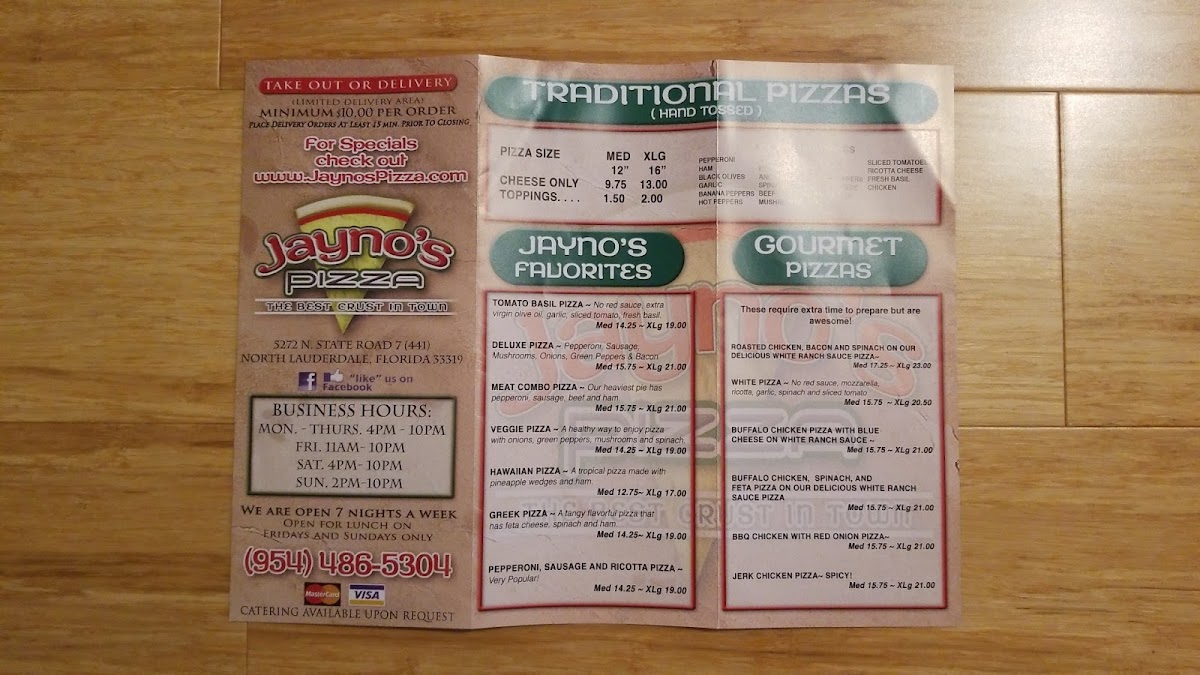 TAKE OUT OR DELIVERY
(LIMITED DELIVERY AREA)
MINIMUM $10.00 PER ORDER
PLACE DELIVERY ORDERS AT LEAST 45 MIN. PRIOR TO CLOSING
For Specials
check out
www.JaynosPizza.com
Jayno's
PIZZA
THE BEST CRUST IN TOWN
5272 N. STATE ROAD 7 (441)
NORTH LAUDERDALE, FLORIDA 33319
f "like" us on
Facebook
BUSINESS HOURS:
MON. - THURS. 4PM - 10PM
FRI. 11AM- 10PM
SAT. 4PM- 10PM
SUN. 2PM-10PM
WE ARE OPEN 7 NIGHTS A WEEK
OPEN FOR LUNCH ON
FRIDAYS AND SUNDAYS ONLY
(954) 486-5304
MasterCard VISA
CATERING AVAILABLE UPON REQUEST
TRADITIONAL PIZZAS
( HAND TOSSED )
PIZZA SIZE MED XLG
12" 16"
CHEESE ONLY 9.75 13.00
TOPPINGS. . . . 1.50 2.00
PEPPERONI
HAM
BLACK OLIVES
GARLIC
BANANA PEPPERS BEEF
HOT PEPPERS
SLICED TOMATOES
RICOTTA CHEESE
FRESH BASIL
CHICKEN
JAYNO'S
FAVORITES
TOMATO BASIL PIZZA ~ No red sauce, extra
virgin olive oil, garlic, sliced tomato, fresh basil.
Med 14.25 ~ XLg 19.00
DELUXE PIZZA ~ Pepperoni, Sausage,
Mushrooms, Onions, Green Peppers & Bacon
Med 15.75 ~ XLg 21.00
MEAT COMBO PIZZA ~ Our heaviest pie has
pepperoni, sausage, beef and ham.
Med 15.75 ~ XLg 21.00
VEGGIE PIZZA ~ A healthy way to enjoy pizza
with onions, green peppers, mushrooms and spinach.
Med 14.25 ~ XLg 19.00
HAWAIIAN PIZZA ~ A tropical pizza made with
pineapple wedges and ham.
Med 12.75~ XLg 17.00
GREEK PIZZA ~ A tangy flavorful pizza that
has feta cheese, spinach and ham.
Med 14.25~ XLg 19.00
PEPPERONI, SAUSAGE AND RICOTTA PIZZA ~
Very Popular!
Med 14.25 ~ XLg 19.00
GOURMET
PIZZAS
These require extra time to prepare but are
awesome!
ROASTED CHICKEN, BACON AND SPINACH ON OUR
DELICIOUS WHITE RANCH SAUCE PIZZA~
Med 17.25 ~ XLg 23.00
WHITE PIZZA ~ No red sauce, mozzarella,
ricotta, garlic, spinach and sliced tomato
Med 15.75 ~ XLg 20.50
BUFFALO CHICKEN PIZZA WITH BLUE
CHEESE ON WHITE RANCH SAUCE ~
Med 15.75 ~ XLg 21.00
BUFFALO CHICKEN, SPINACH, AND
FETA PIZZA ON OUR DELICIOUS WHITE RANCH
SAUCE PIZZA
Med 15.75 ~ XLg 21.00
BBQ CHICKEN WITH RED ONION PIZZA~
Med 15.75 ~ XLg 21.00
JERK CHICKEN PIZZA~ SPICY!
Med 15.75 ~ XLg 21.00